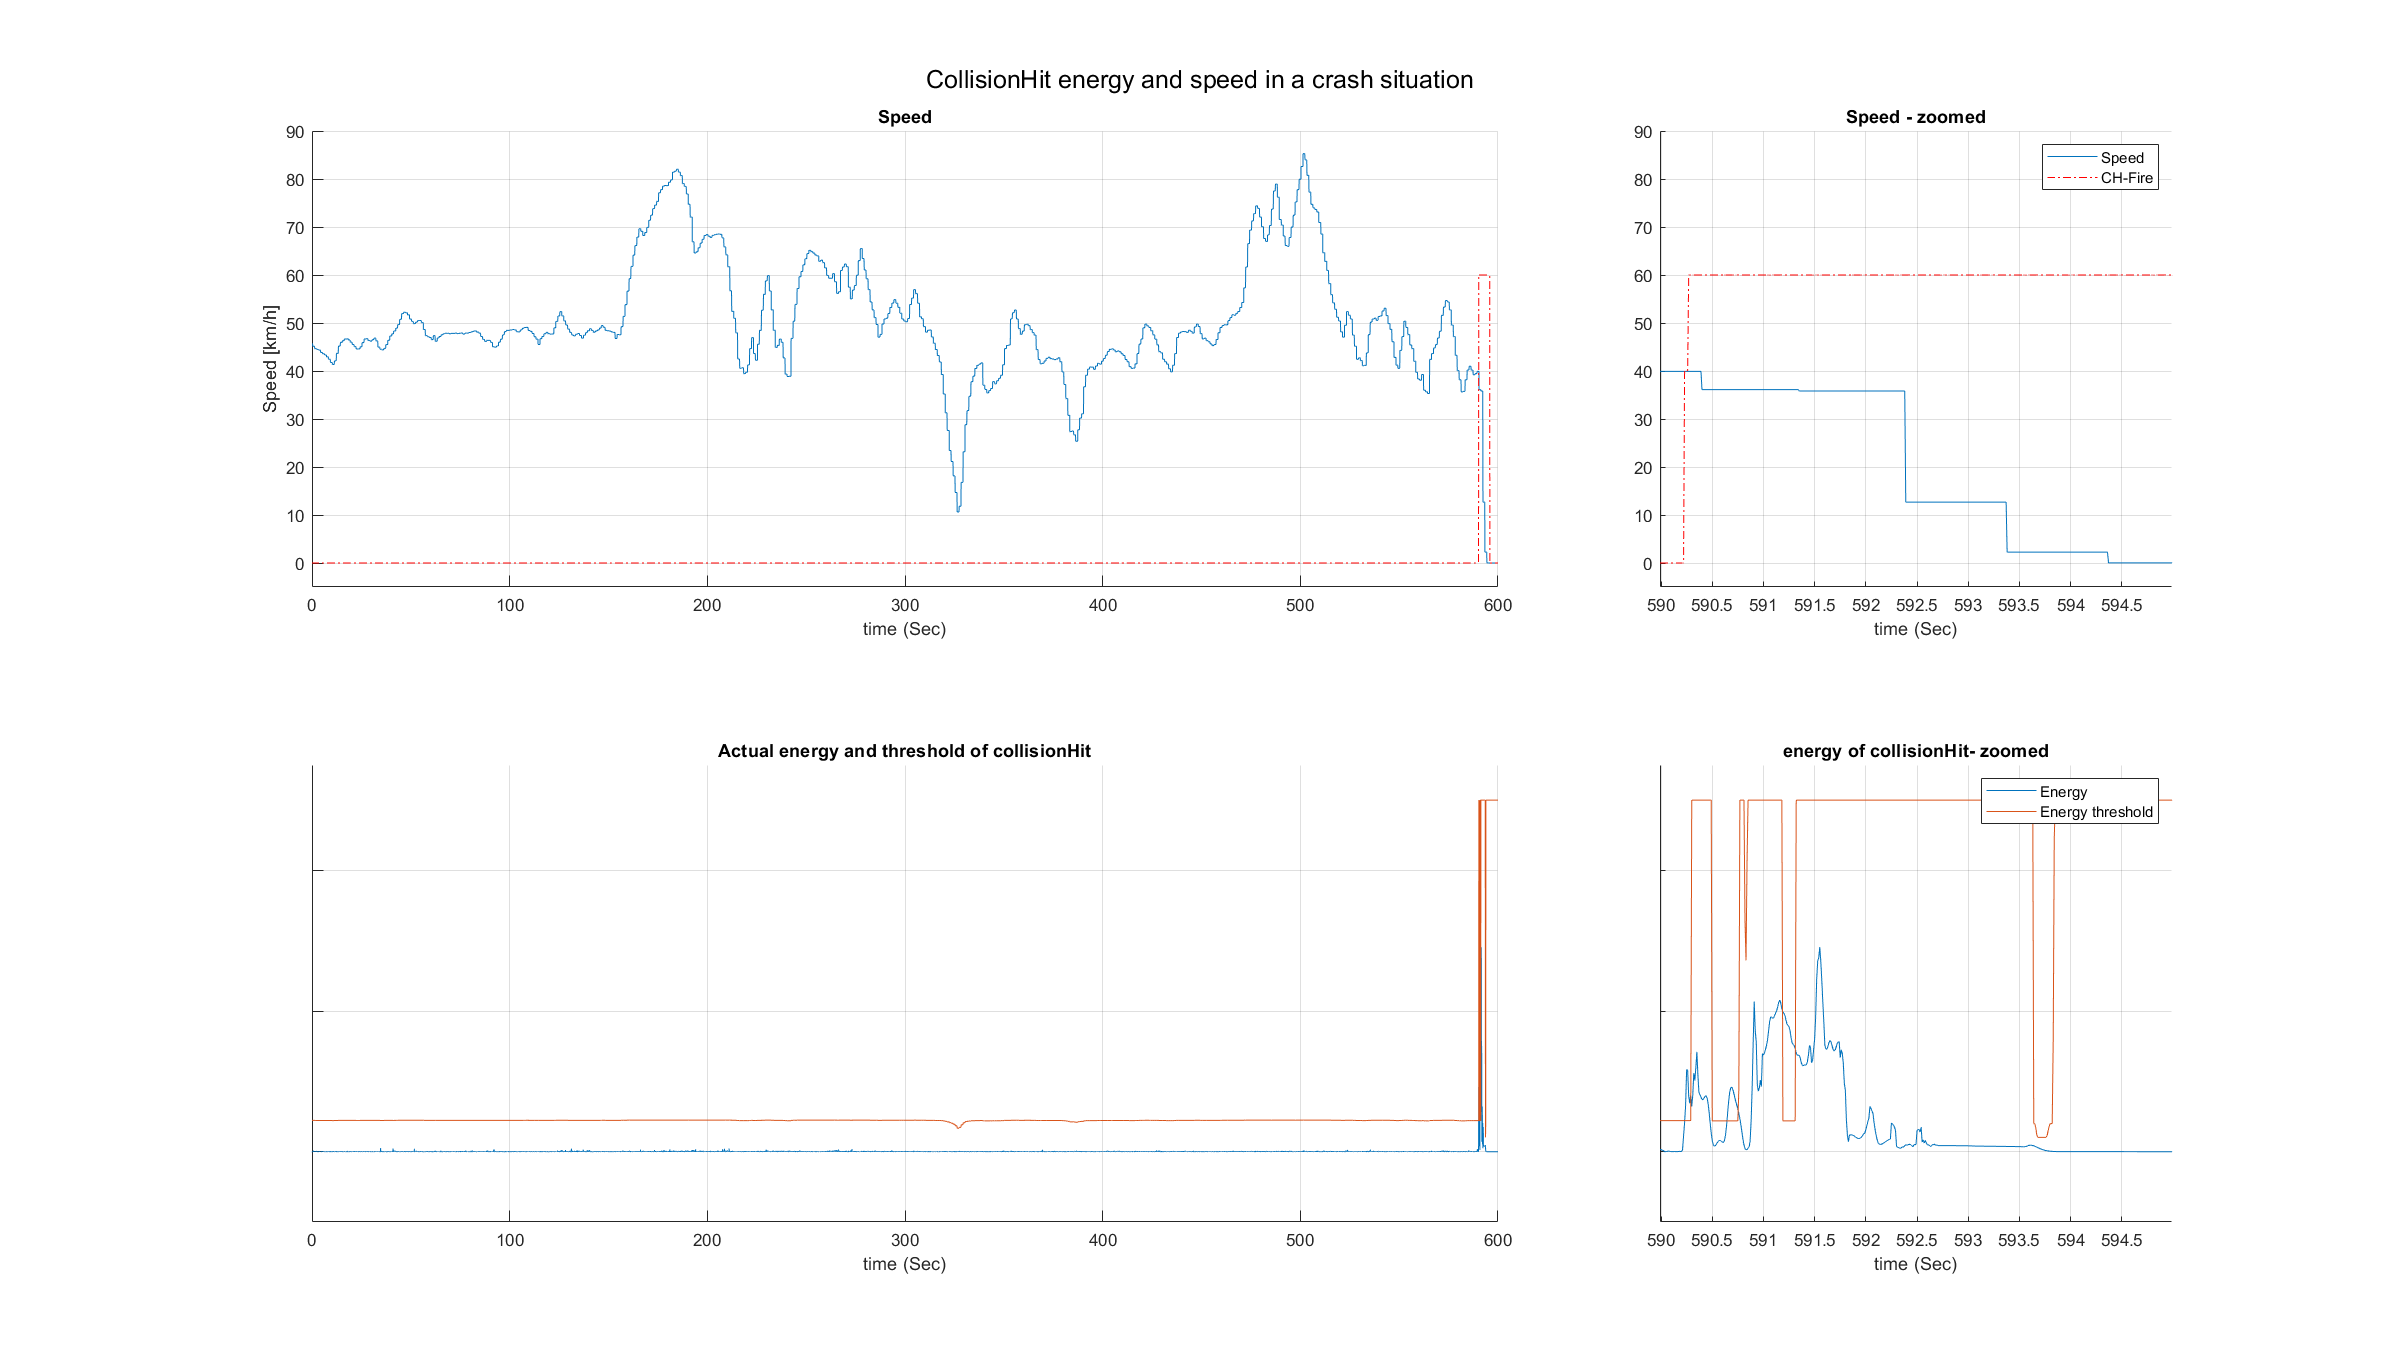 CollisionHit energy and speed in a crash situation
Speed
90
80
70
60
50
40
30
20
10
0
Speed [km/h]
0 100 200 300 400 500 600
time (Sec)
Speed - zoomed
Speed
CH-Fire
90
80
70
60
50
40
30
20
10
0
590 590.5 591 591.5 592 592.5 593 593.5 594 594.5
time (Sec)
Actual energy and threshold of collisionHit
0 100 200 300 400 500 600
time (Sec)
energy of collisionHit- zoomed
Energy
Energy threshold
590 590.5 591 591.5 592 592.5 593 593.5 594 594.5
time (Sec)